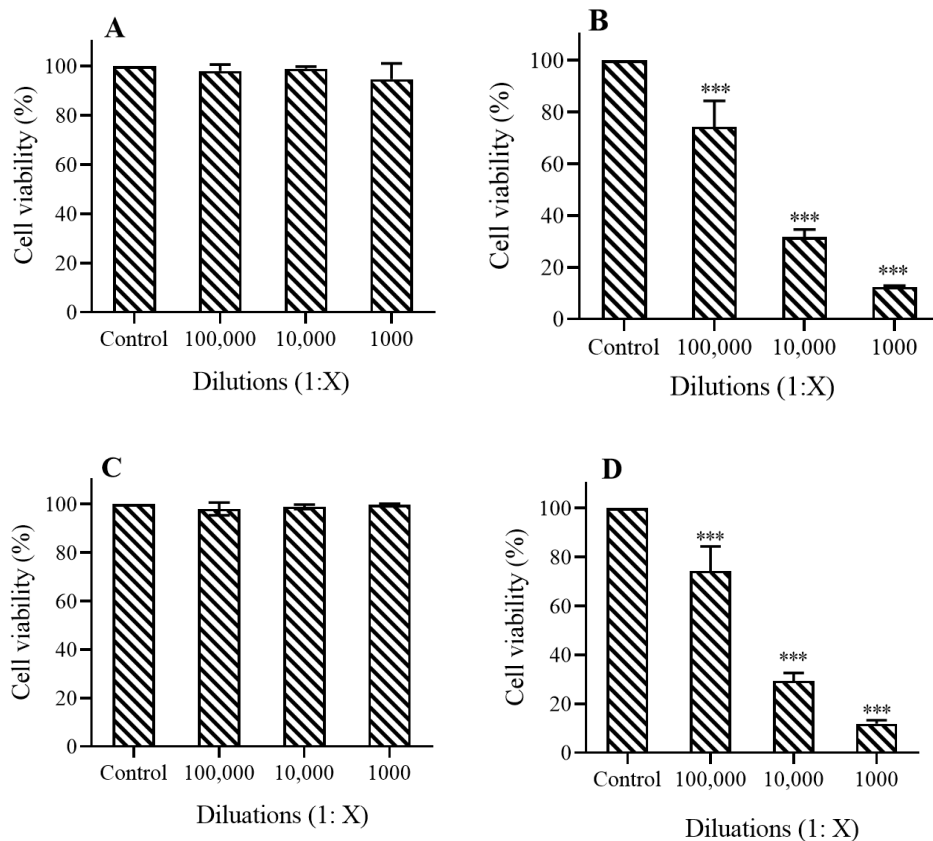 A
Cell viability (%)
100
80
60
40
20
0
Control 100,000 10,000 1000
Dilutions (1:X)
B
Cell viability (%)
100
80
60
40
20
0
***
***
***
Control 100,000 10,000 1000
Dilutions (1:X)
C
Cell viability (%)
100
80
60
40
20
0
Control 100,000 10,000 1000
Diluations (1: X)
D
Cell viability (%)
100
80
60
40
20
0
***
***
***
Control 100,000 10,000 1000
Diluations (1: X)